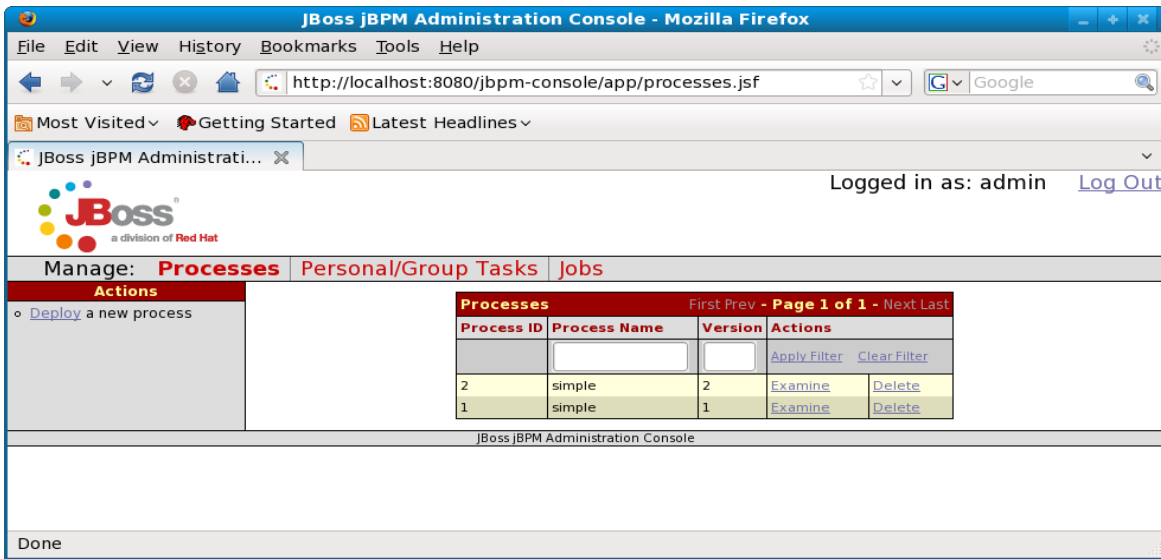 JBoss jBPM Administration Console - Mozilla Firefox
File Edit View History Bookmarks Tools Help
http://localhost:8080/jbpm-console/app/processes.jsf G Google
Most Visited Getting Started Latest Headlines
JBoss jBPM Administrati...
Logged in as: admin Log Out
JBoss®
a division of Red Hat
Manage: Processes Personal/Group Tasks Jobs
Actions
Deploy a new process
Processes First Prev - Page 1 of 1 - Next Last
Process ID Process Name Version Actions
Apply Filter Clear Filter
2 simple 2 Examine Delete
1 simple 1 Examine Delete
JBoss jBPM Administration Console
Done